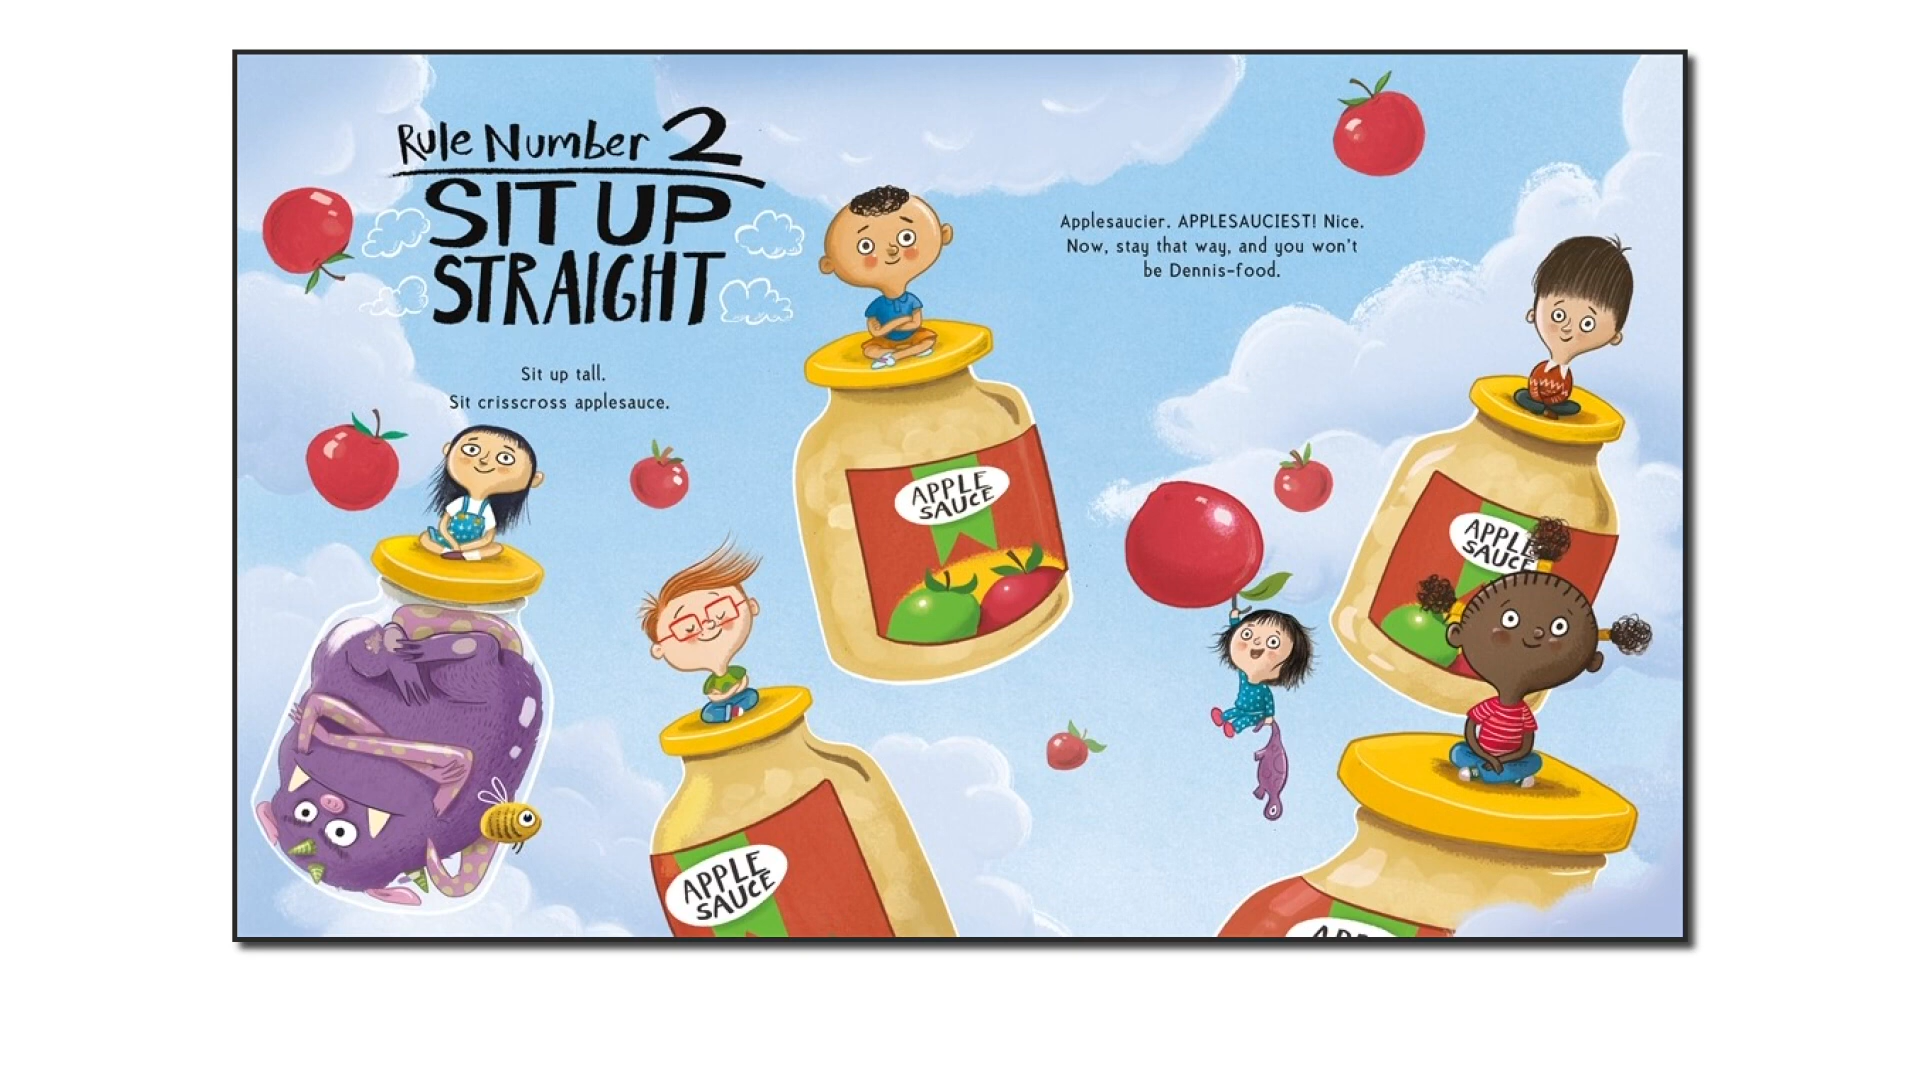 Rule Number 2
SIT UP
STRAIGHT
Sit up tall.
Sit crisscross applesauce.
Applesaucier. APPLESAUCIEST! Nice.
Now, stay that way, and you won't
be Dennis-food.
APPLE
SAUCE
APPLE
SAUCE
APPLE
SAUCE